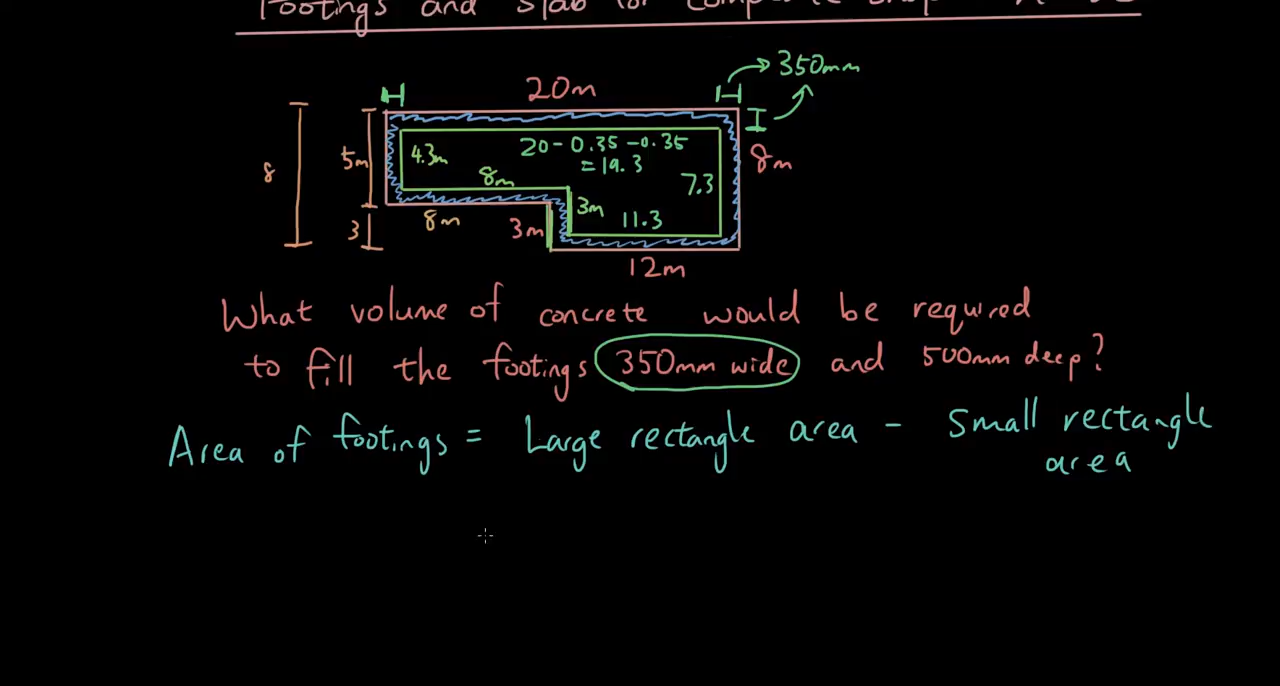 footings and slab for
350mm
20m
5m
4.3m
20 - 0.35 - 0.35
= 19.3
8m
8
8m
7.3
3m
11.3
8m
3m
3
12m
What volume of concrete would be required
to fill the footings 350mm wide and 500mm deep?
Area of footings = Large rectangle area - Small rectangle
area